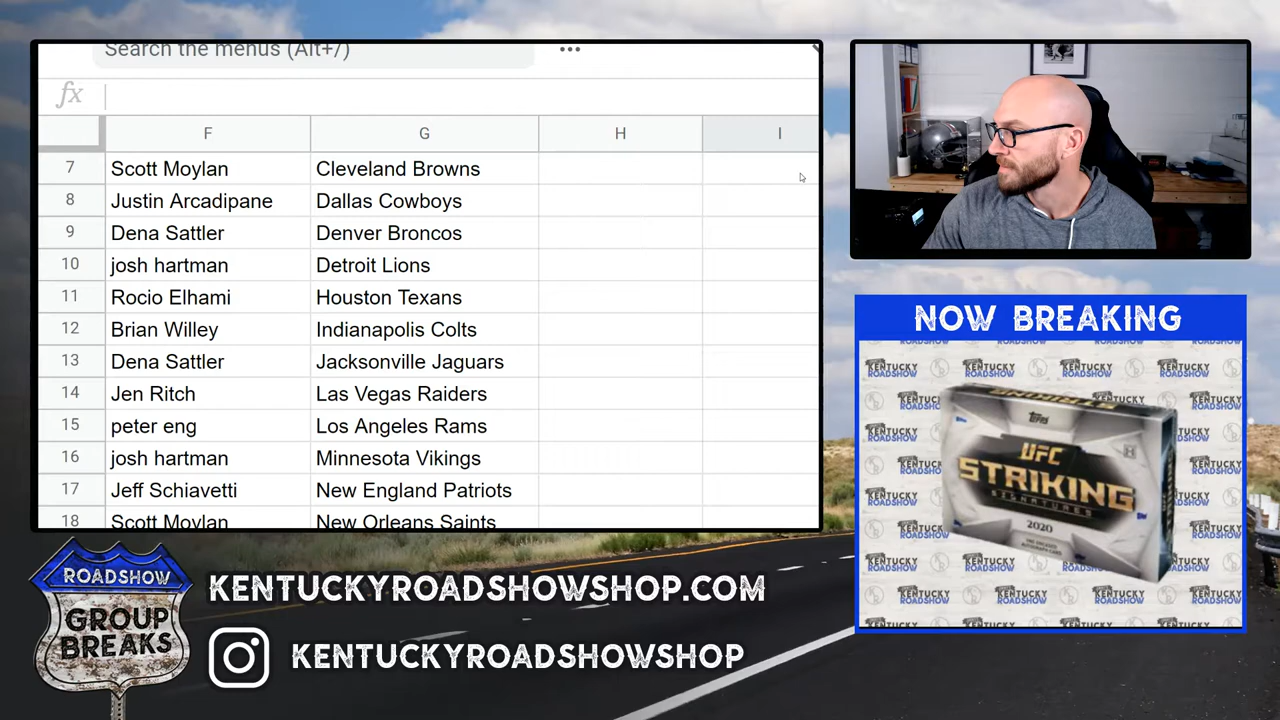 Search the menus (Alt+/)
fx
F G H I
7 Scott Moylan Cleveland Browns
8 Justin Arcadipane Dallas Cowboys
9 Dena Sattler Denver Broncos
10 josh hartman Detroit Lions
11 Rocio Elhami Houston Texans
12 Brian Willey Indianapolis Colts
13 Dena Sattler Jacksonville Jaguars
14 Jen Ritch Las Vegas Raiders
15 peter eng Los Angeles Rams
16 josh hartman Minnesota Vikings
17 Jeff Schiavetti New England Patriots
18 Scott Moylan New Orleans Saints
NOW BREAKING
KENTUCKY ROADSHOW
STRIKING
Topps
UFC
STRIKING
SIGNATURES
2020
ROADSHOW
GROUP
BREAKS
KENTUCKYROADSHOWSHOP.COM
KENTUCKYROADSHOWSHOP